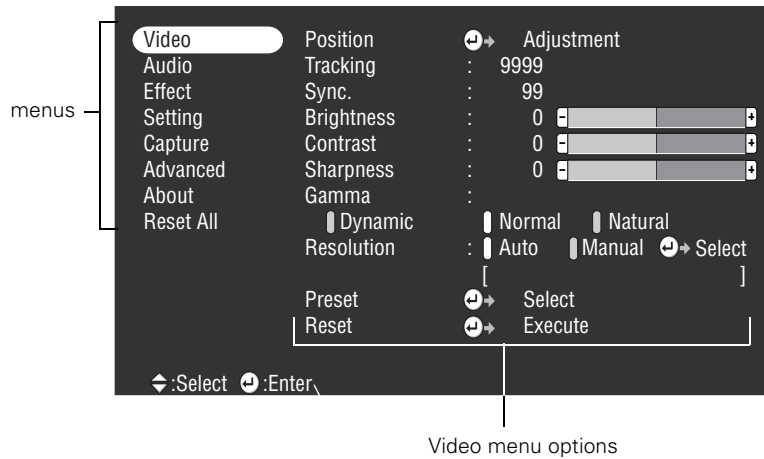 menus
Video
Audio
Effect
Setting
Capture
Advanced
About
Reset All
Position Adjustment
Tracking : 9999
Sync. : 99
Brightness : 0 - +
Contrast : 0 - +
Sharpness : 0 - +
Gamma :
Dynamic Normal Natural
Resolution : Auto Manual Select
[ ]
Preset Select
Reset Execute
:Select :Enter
Video menu options